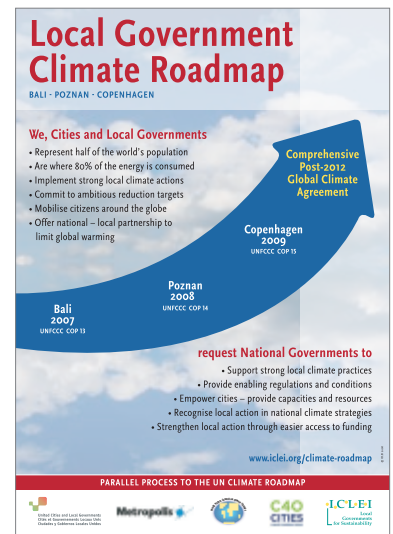 Local Government
Climate Roadmap
BALI - POZNAN - COPENHAGEN
We, Cities and Local Governments
• Represent half of the world's population
• Are where 80% of the energy is consumed
• Implement strong local climate actions
• Commit to ambitious reduction targets
• Mobilise citizens around the globe
• Offer national – local partnership to
limit global warming
Comprehensive
Post-2012
Global Climate
Agreement
Copenhagen
2009
UNFCCC COP 15
Poznan
2008
UNFCCC COP 14
Bali
2007
UNFCCC COP 13
request National Governments to
• Support strong local climate practices
• Provide enabling regulations and conditions
• Empower cities – provide capacities and resources
• Recognise local action in national climate strategies
• Strengthen local action through easier access to funding
www.iclei.org/climate-roadmap
PARALLEL PROCESS TO THE UN CLIMATE ROADMAP
United Cities and Local Governments
Cités et Gouvernements Locaux Unis
Ciudades y Gobiernos Locales Unidos
Metropolis
C40
CITIES
I.C.L.E.I
Local
Governments
for Sustainability